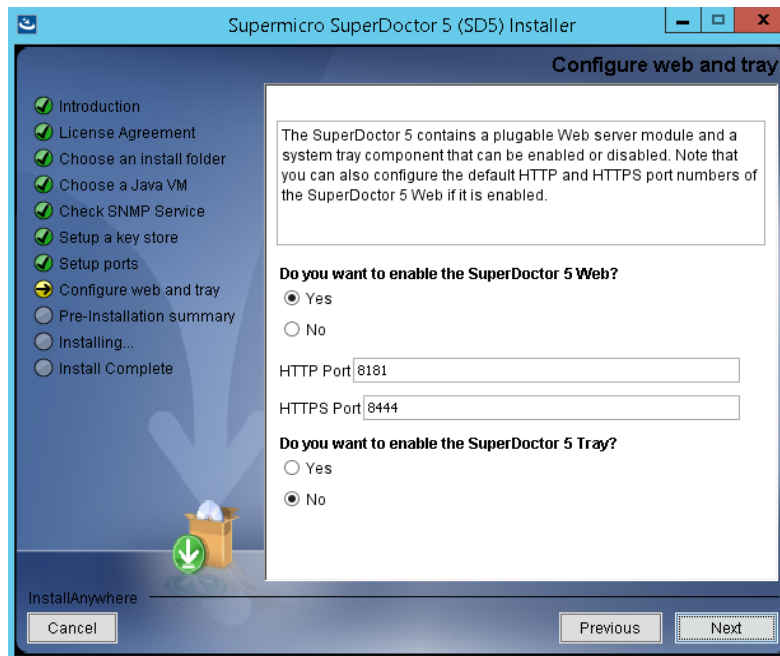 Supermicro SuperDoctor 5 (SD5) Installer
Configure web and tray
Introduction
License Agreement
Choose an install folder
Choose a Java VM
Check SNMP Service
Setup a key store
Setup ports
Configure web and tray
Pre-Installation summary
Installing...
Install Complete
The SuperDoctor 5 contains a plugable Web server module and a
system tray component that can be enabled or disabled. Note that
you can also configure the default HTTP and HTTPS port numbers of
the SuperDoctor 5 Web if it is enabled.
Do you want to enable the SuperDoctor 5 Web?
Yes
No
HTTP Port 8181
HTTPS Port 8444
Do you want to enable the SuperDoctor 5 Tray?
Yes
No
InstallAnywhere
Cancel
Previous
Next